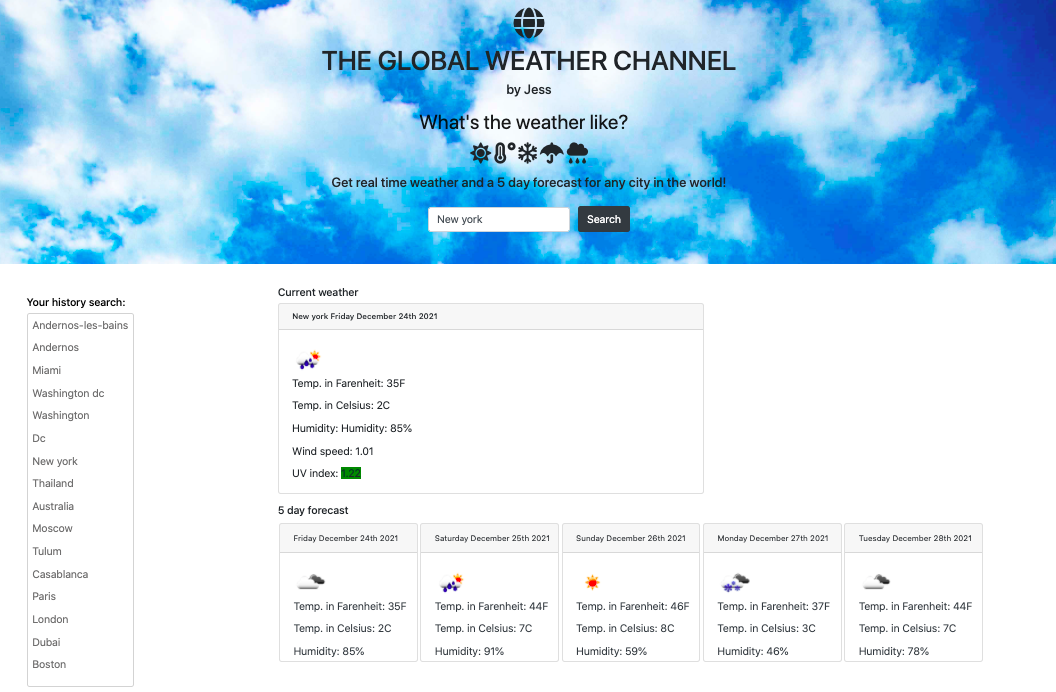 THE GLOBAL WEATHER CHANNEL
by Jess
What's the weather like?
Get real time weather and a 5 day forecast for any city in the world!
New york Search
Your history search:
Andernos-les-bains
Andernos
Miami
Washington dc
Washington
Dc
New york
Thailand
Australia
Moscow
Tulum
Casablanca
Paris
London
Dubai
Boston
Current weather
New york Friday December 24th 2021
Temp. in Farenheit: 35F
Temp. in Celsius: 2C
Humidity: Humidity: 85%
Wind speed: 1.01
UV index: 1.22
5 day forecast
Friday December 24th 2021
Temp. in Farenheit: 35F
Temp. in Celsius: 2C
Humidity: 85%
Saturday December 25th 2021
Temp. in Farenheit: 44F
Temp. in Celsius: 7C
Humidity: 91%
Sunday December 26th 2021
Temp. in Farenheit: 46F
Temp. in Celsius: 8C
Humidity: 59%
Monday December 27th 2021
Temp. in Farenheit: 37F
Temp. in Celsius: 3C
Humidity: 46%
Tuesday December 28th 2021
Temp. in Farenheit: 44F
Temp. in Celsius: 7C
Humidity: 78%